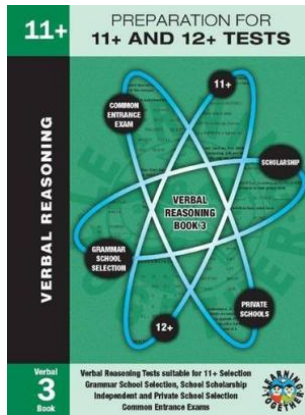 11+
PREPARATION FOR
11+ AND 12+ TESTS
VERBAL REASONING
11+
COMMON
ENTRANCE
EXAM
SCHOLARSHIP
VERBAL
REASONING
BOOK 3
GRAMMAR
SCHOOL
SELECTION
PRIVATE
SCHOOLS
12+
Verbal
3
Book
Verbal Reasoning Tests suitable for 11+ Selection
Grammar School Selection, School Scholarship
Independent and Private School Selection
Common Entrance Exams
LEARNING
TOGETHER